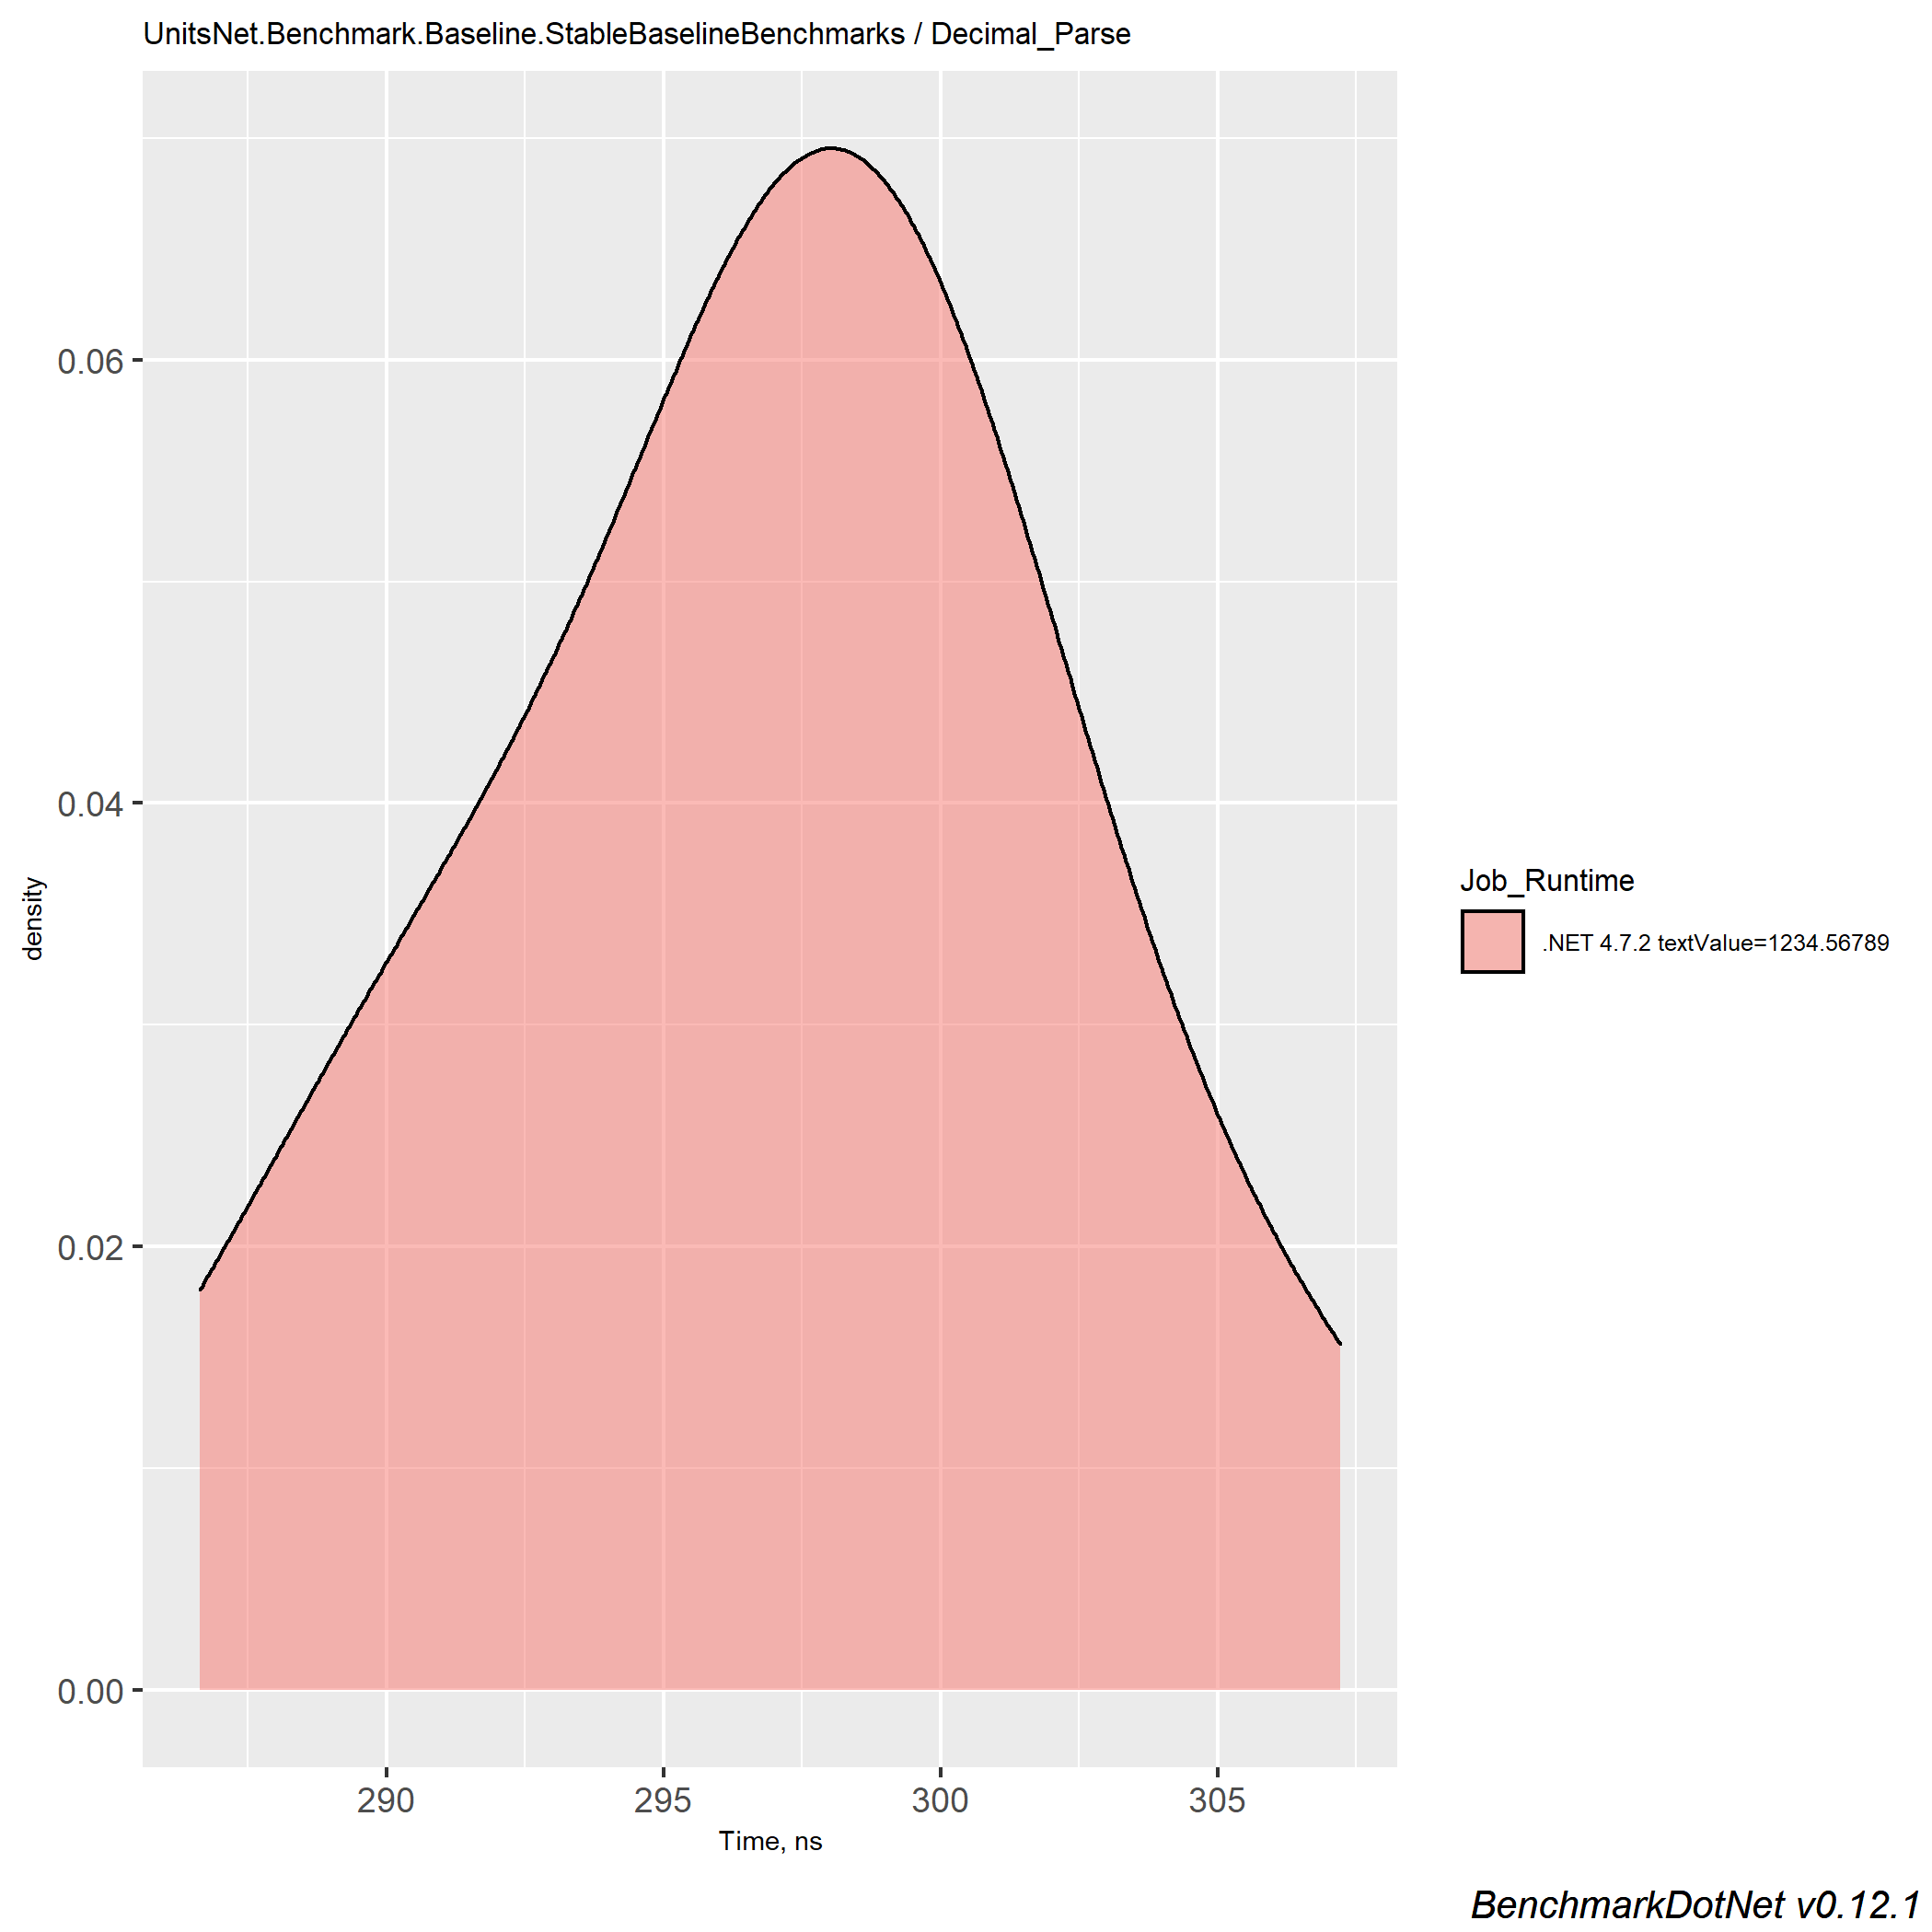 UnitsNet.Benchmark.Baseline.StableBaselineBenchmarks / Decimal_Parse
0.06
0.04
0.02
0.00
density
290 295 300 305
Time, ns
Job_Runtime
.NET 4.7.2 textValue=1234.56789
BenchmarkDotNet v0.12.1